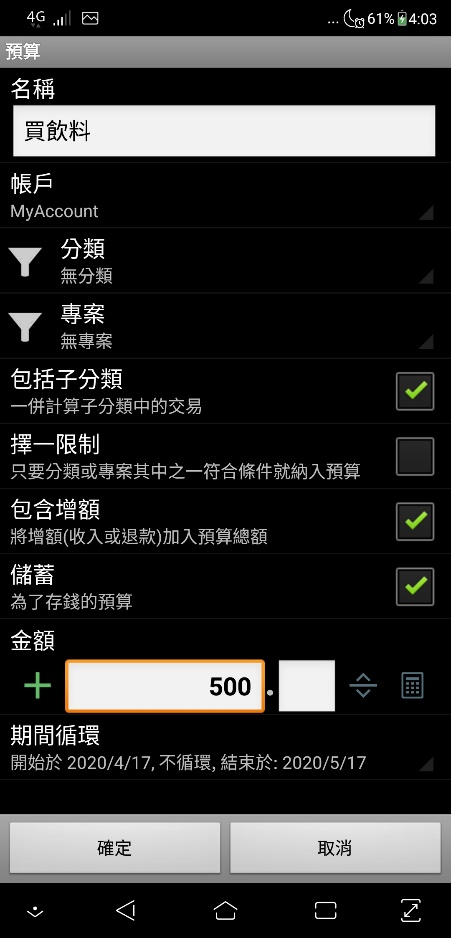 4G ... 61% 4:03
預算
名稱
買飲料
帳戶
MyAccount
分類
無分類
專案
無專案
包括子分類
一併計算子分類中的交易
擇一限制
只要分類或專案其中之一符合條件就納入預算
包含增額
將增額(收入或退款)加入預算總額
儲蓄
為了存錢的預算
金額
500 .
期間循環
開始於 2020/4/17, 不循環, 結束於: 2020/5/17
確定 取消